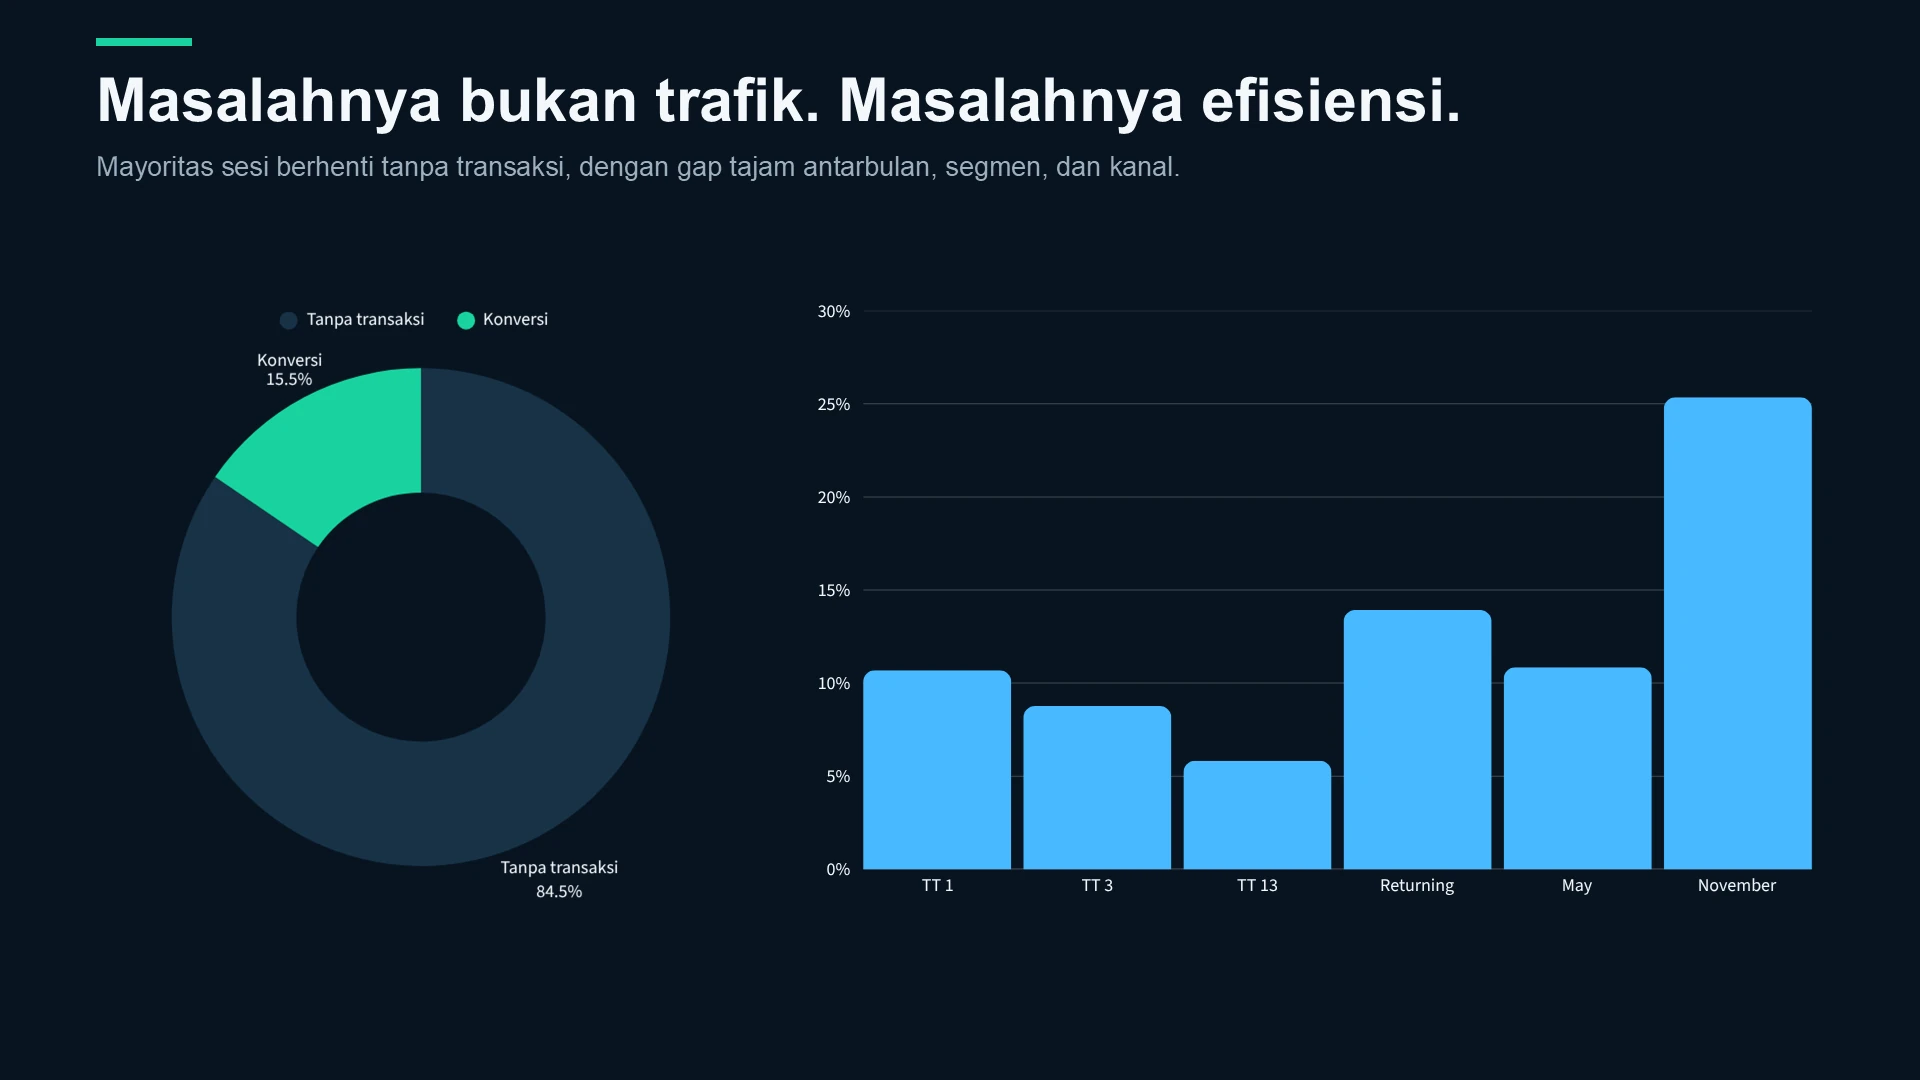 Masalahnya bukan trafik. Masalahnya efisiensi.
Mayoritas sesi berhenti tanpa transaksi, dengan gap tajam antarbulan, segmen, dan kanal.
Tanpa transaksi
Konversi
Konversi
15.5%
Tanpa transaksi
84.5%
30%
25%
20%
15%
10%
5%
0%
TT 1
TT 3
TT 13
Returning
May
November